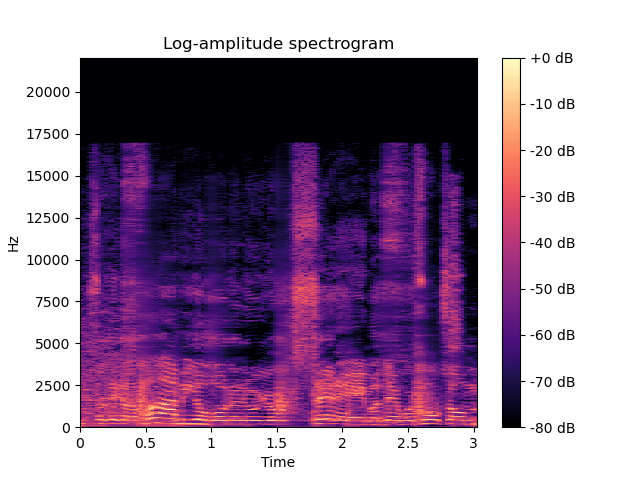 Log-amplitude spectrogram
20000
17500
15000
12500
10000
7500
5000
2500
0
Hz
0
0.5
1
1.5
2
2.5
3
Time
+0 dB
-10 dB
-20 dB
-30 dB
-40 dB
-50 dB
-60 dB
-70 dB
-80 dB